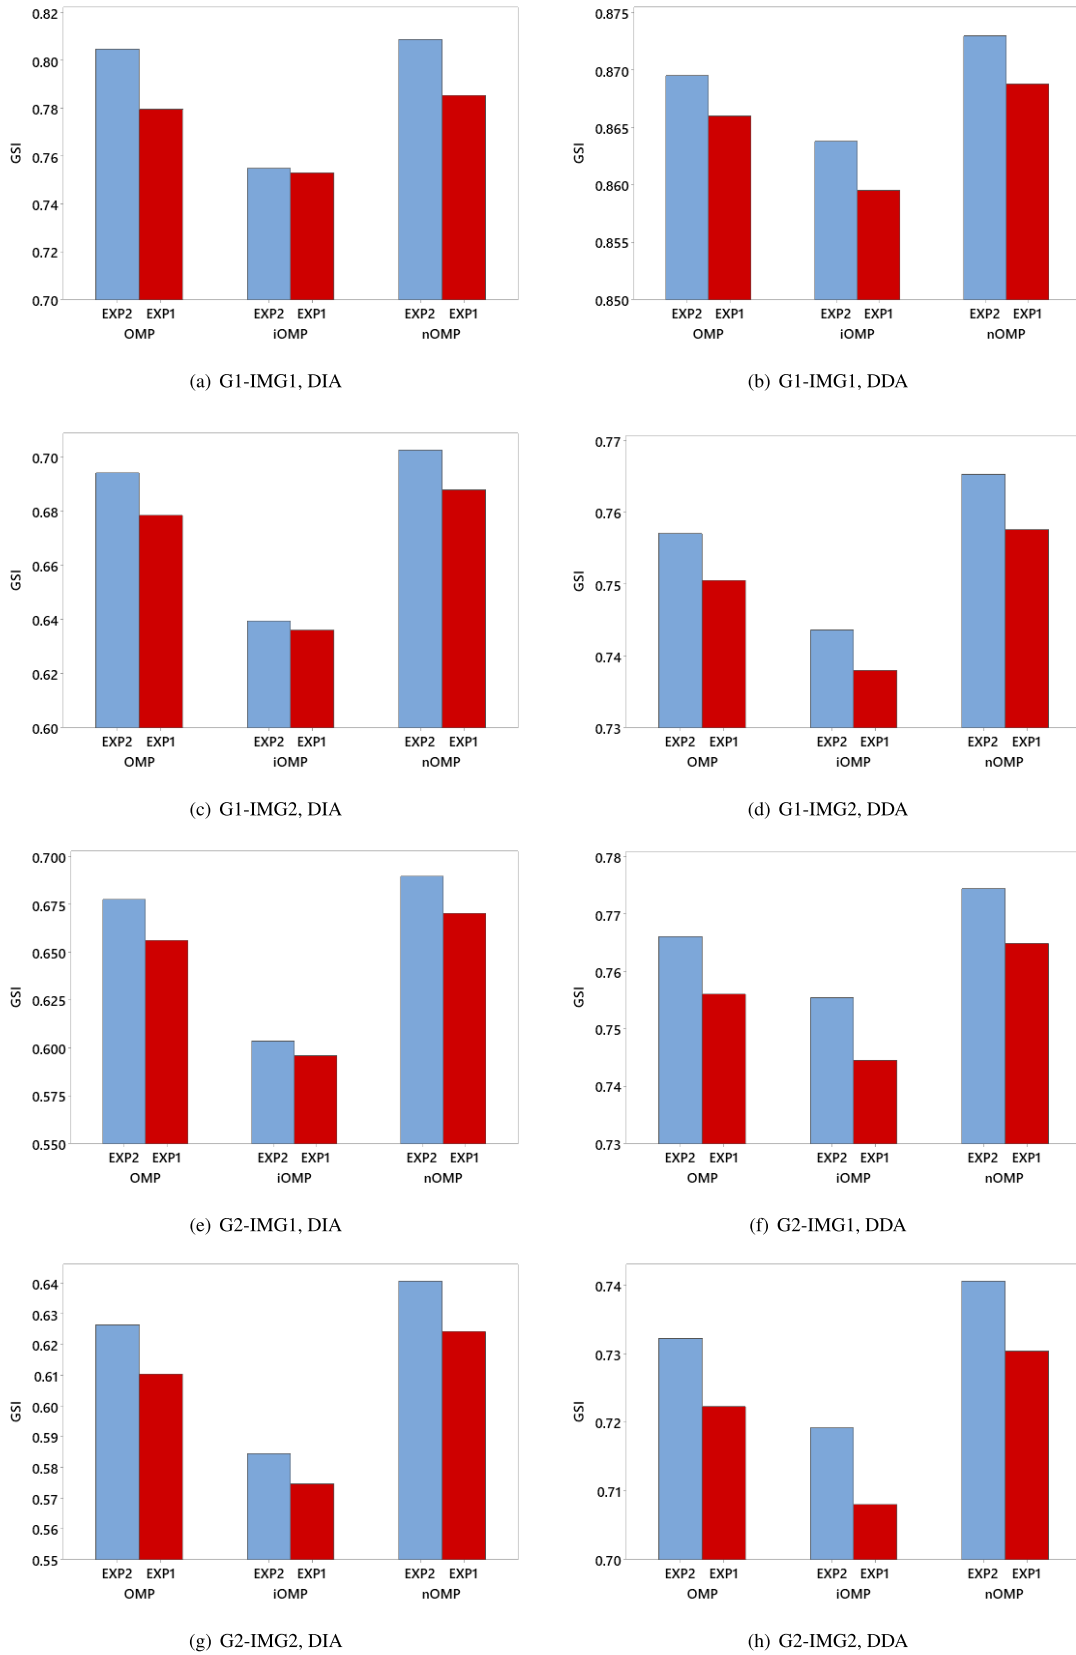 0.82
0.80
0.78
0.76
0.74
0.72
0.70
GSI
EXP2 EXP1 EXP2 EXP1 EXP2 EXP1
OMP iOMP nOMP
(a) G1-IMG1, DIA
0.875
0.870
0.865
0.860
0.855
0.850
GSI
EXP2 EXP1 EXP2 EXP1 EXP2 EXP1
OMP iOMP nOMP
(b) G1-IMG1, DDA
0.70
0.68
0.66
0.64
0.62
0.60
GSI
EXP2 EXP1 EXP2 EXP1 EXP2 EXP1
OMP iOMP nOMP
(c) G1-IMG2, DIA
0.77
0.76
0.75
0.74
0.73
GSI
EXP2 EXP1 EXP2 EXP1 EXP2 EXP1
OMP iOMP nOMP
(d) G1-IMG2, DDA
0.700
0.675
0.650
0.625
0.600
0.575
0.550
GSI
EXP2 EXP1 EXP2 EXP1 EXP2 EXP1
OMP iOMP nOMP
(e) G2-IMG1, DIA
0.78
0.77
0.76
0.75
0.74
0.73
GSI
EXP2 EXP1 EXP2 EXP1 EXP2 EXP1
OMP iOMP nOMP
(f) G2-IMG1, DDA
0.64
0.63
0.62
0.61
0.60
0.59
0.58
0.57
0.56
0.55
GSI
EXP2 EXP1 EXP2 EXP1 EXP2 EXP1
OMP iOMP nOMP
(g) G2-IMG2, DIA
0.74
0.73
0.72
0.71
0.70
GSI
EXP2 EXP1 EXP2 EXP1 EXP2 EXP1
OMP iOMP nOMP
(h) G2-IMG2, DDA